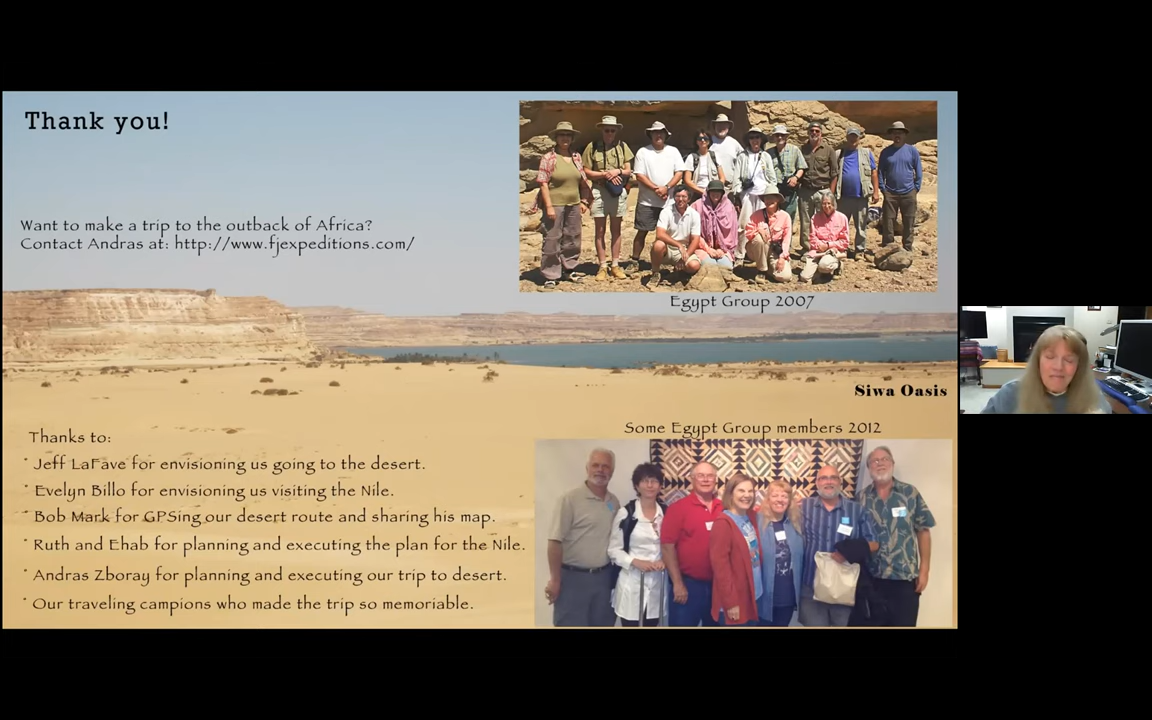 Thank you!
Want to make a trip to the outback of Africa?
Contact Andras at: http://www.fjexpeditions.com/
Egypt Group 2007
Siwa Oasis
Some Egypt Group members 2012
Thanks to:
* Jeff LaFave for envisioning us going to the desert.
* Evelyn Billo for envisioning us visiting the Nile.
* Bob Mark for GPSing our desert route and sharing his map.
* Ruth and Ehab for planning and executing the plan for the Nile.
* Andras Zboray for planning and executing our trip to desert.
* Our traveling campions who made the trip so memoriable.